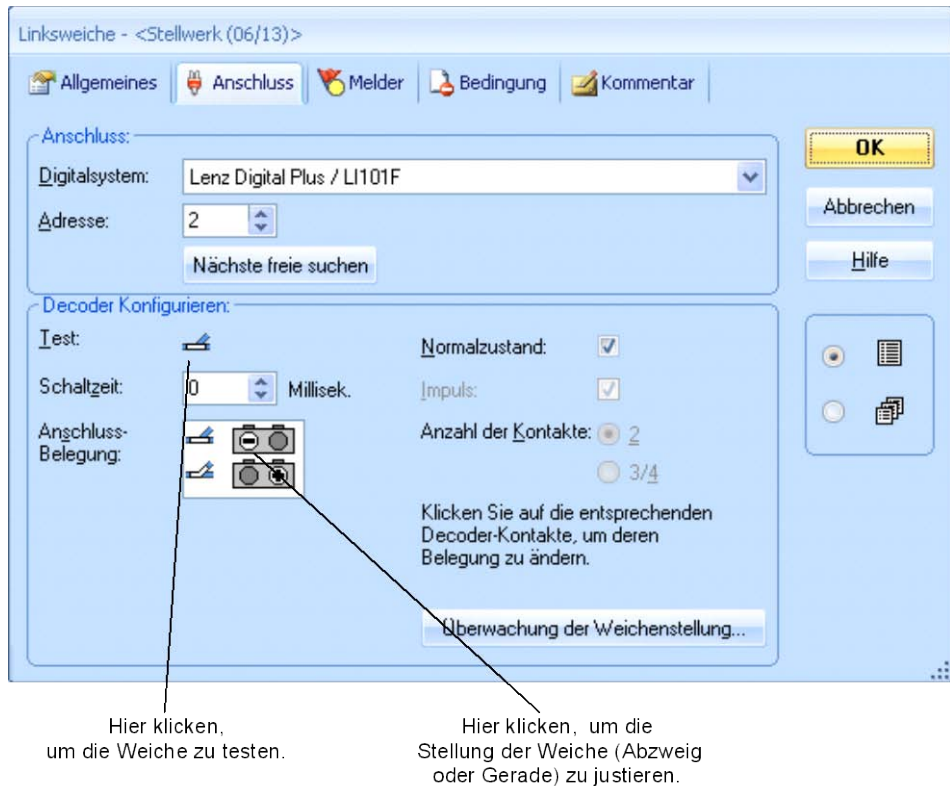 Linksweiche - <Stellwerk (06/13)>
Allgemeines Anschluss Melder Bedingung Kommentar
Anschluss:
Digitalsystem: Lenz Digital Plus / LI101F
Adresse: 2
Nächste freie suchen
OK
Abbrechen
Hilfe
Decoder Konfigurieren:
Test:
Schaltzeit: 0 Millisek.
Anschluss-
Belegung:
Normalzustand:
Impuls:
Anzahl der Kontakte: 2
3/4
Klicken Sie auf die entsprechenden
Decoder-Kontakte, um deren
Belegung zu ändern.
Überwachung der Weichenstellung...
Hier klicken,
um die Weiche zu testen.
Hier klicken, um die
Stellung der Weiche (Abzweig
oder Gerade) zu justieren.